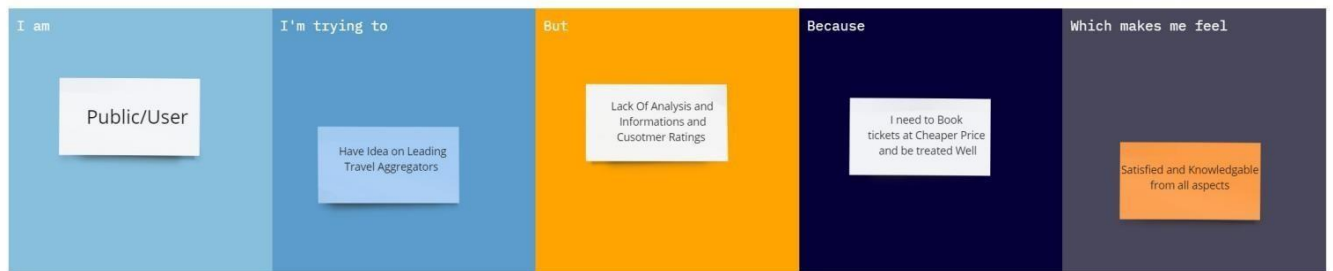 I am
Public/User
I'm trying to
Have Idea on Leading
Travel Aggregators
But
Lack Of Analysis and
Informations and
Cusotmer Ratings
Because
I need to Book
tickets at Cheaper Price
and be treated Well
Which makes me feel
Satisfied and Knowledgable
from all aspects